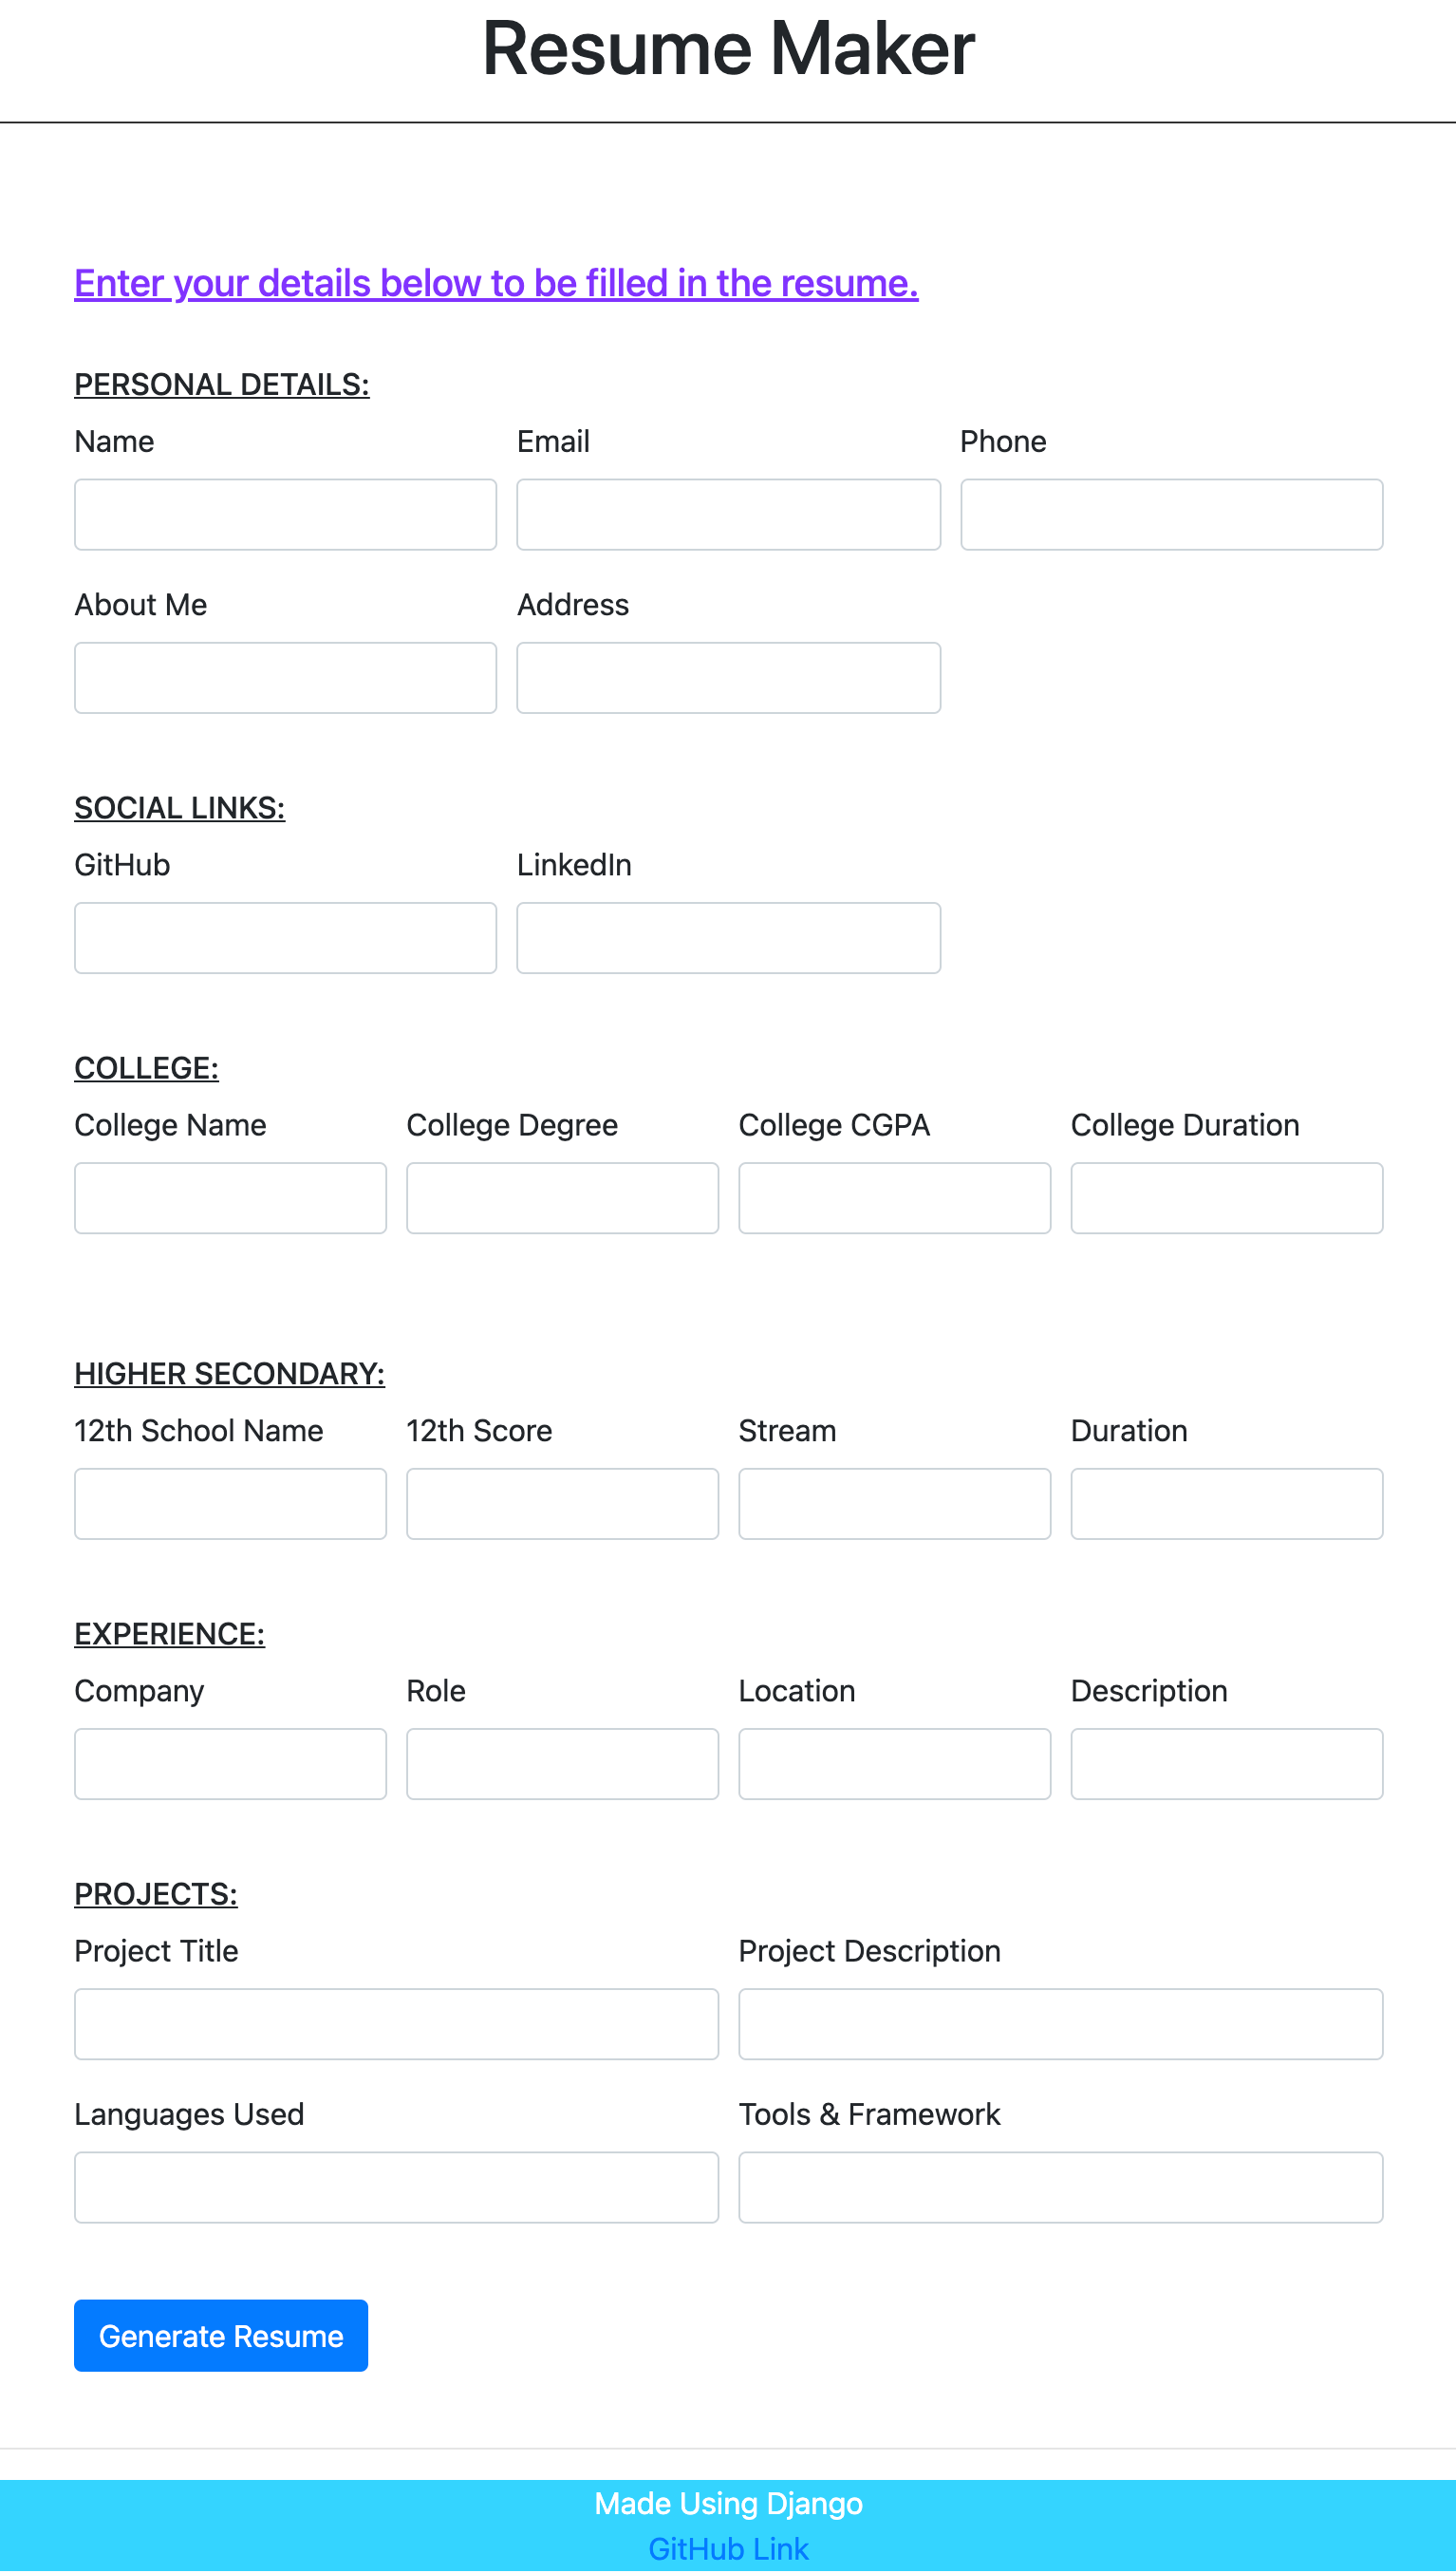 Resume Maker
Enter your details below to be filled in the resume.
PERSONAL DETAILS:
Name Email Phone
About Me Address
SOCIAL LINKS:
GitHub LinkedIn
COLLEGE:
College Name College Degree College CGPA College Duration
HIGHER SECONDARY:
12th School Name 12th Score Stream Duration
EXPERIENCE:
Company Role Location Description
PROJECTS:
Project Title Project Description
Languages Used Tools & Framework
Generate Resume
Made Using Django
GitHub Link